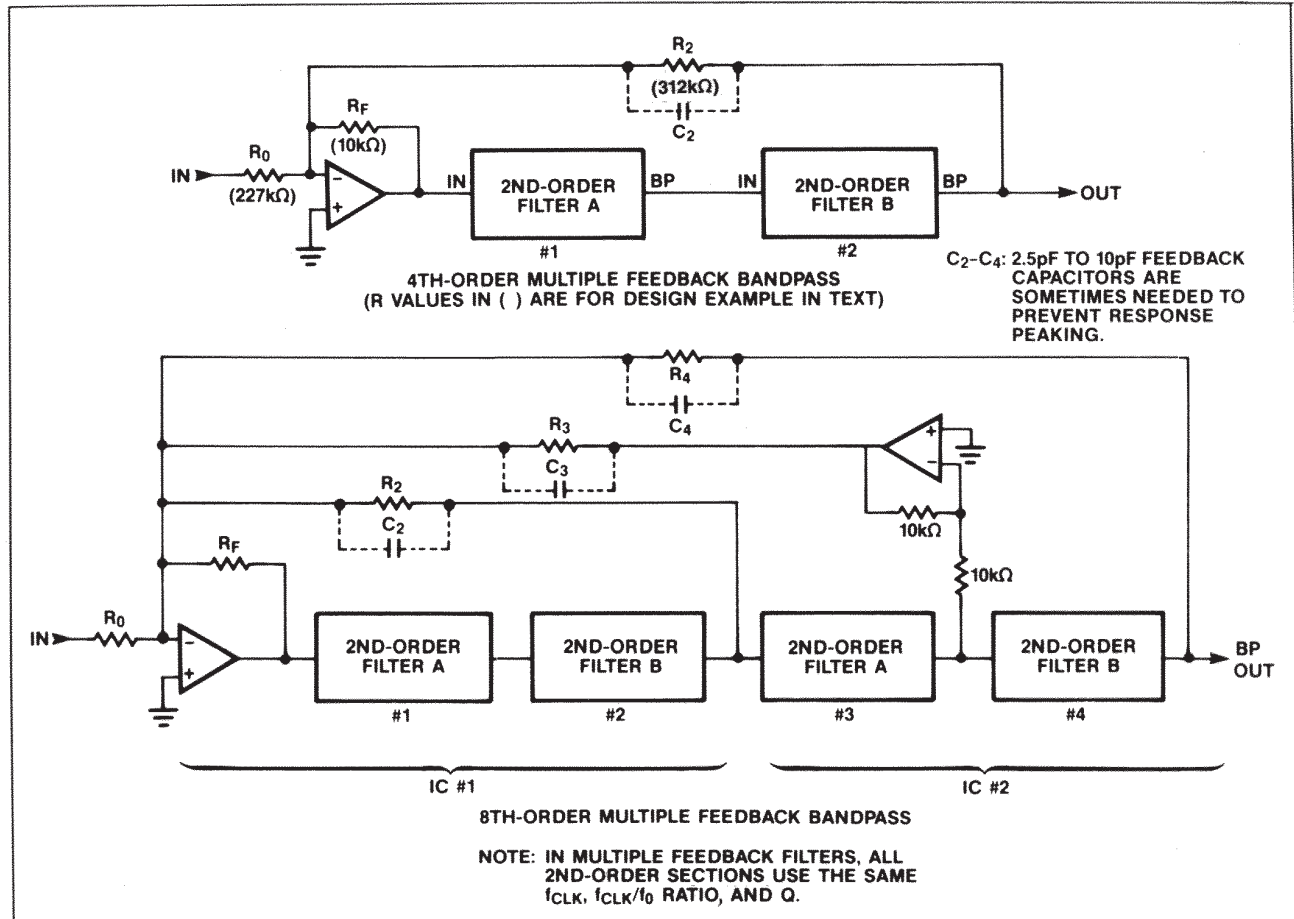 R2
(312kΩ)
C2
RF
(10kΩ)
R0
IN
(227kΩ)
−
+
IN
2ND-ORDER
FILTER A
BP
#1
IN
2ND-ORDER
FILTER B
BP
#2
OUT
4TH-ORDER MULTIPLE FEEDBACK BANDPASS
(R VALUES IN ( ) ARE FOR DESIGN EXAMPLE IN TEXT)
C2–C4: 2.5pF TO 10pF FEEDBACK
CAPACITORS ARE
SOMETIMES NEEDED TO
PREVENT RESPONSE
PEAKING.
R4
C4
R3
C3
+
−
R2
C2
10kΩ
10kΩ
RF
R0
IN
−
+
2ND-ORDER
FILTER A
#1
2ND-ORDER
FILTER B
#2
2ND-ORDER
FILTER A
#3
2ND-ORDER
FILTER B
#4
BP
OUT
IC #1
IC #2
8TH-ORDER MULTIPLE FEEDBACK BANDPASS
NOTE: IN MULTIPLE FEEDBACK FILTERS, ALL
2ND-ORDER SECTIONS USE THE SAME
fCLK, fCLK/f0 RATIO, AND Q.